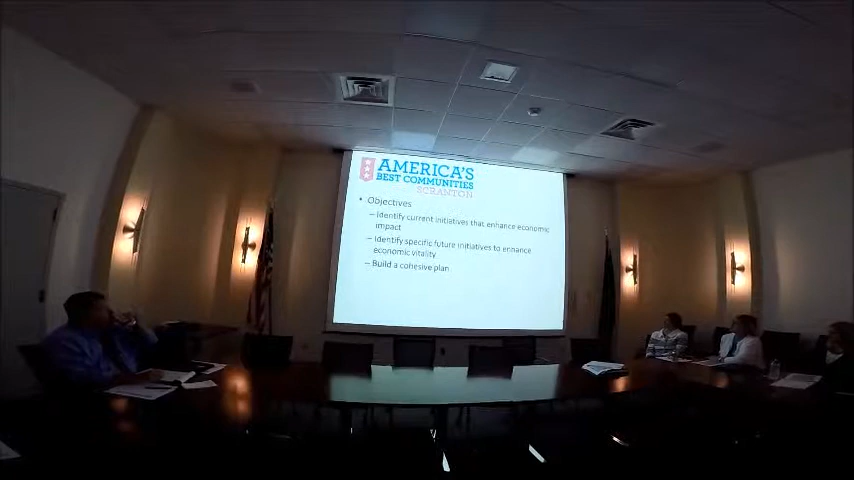 AMERICA'S
BEST COMMUNITIES
SCRANTON
• Objectives
– Identify current initiatives that enhance economic
impact
– Identify specific future initiatives to enhance
economic vitality
– Build a cohesive plan